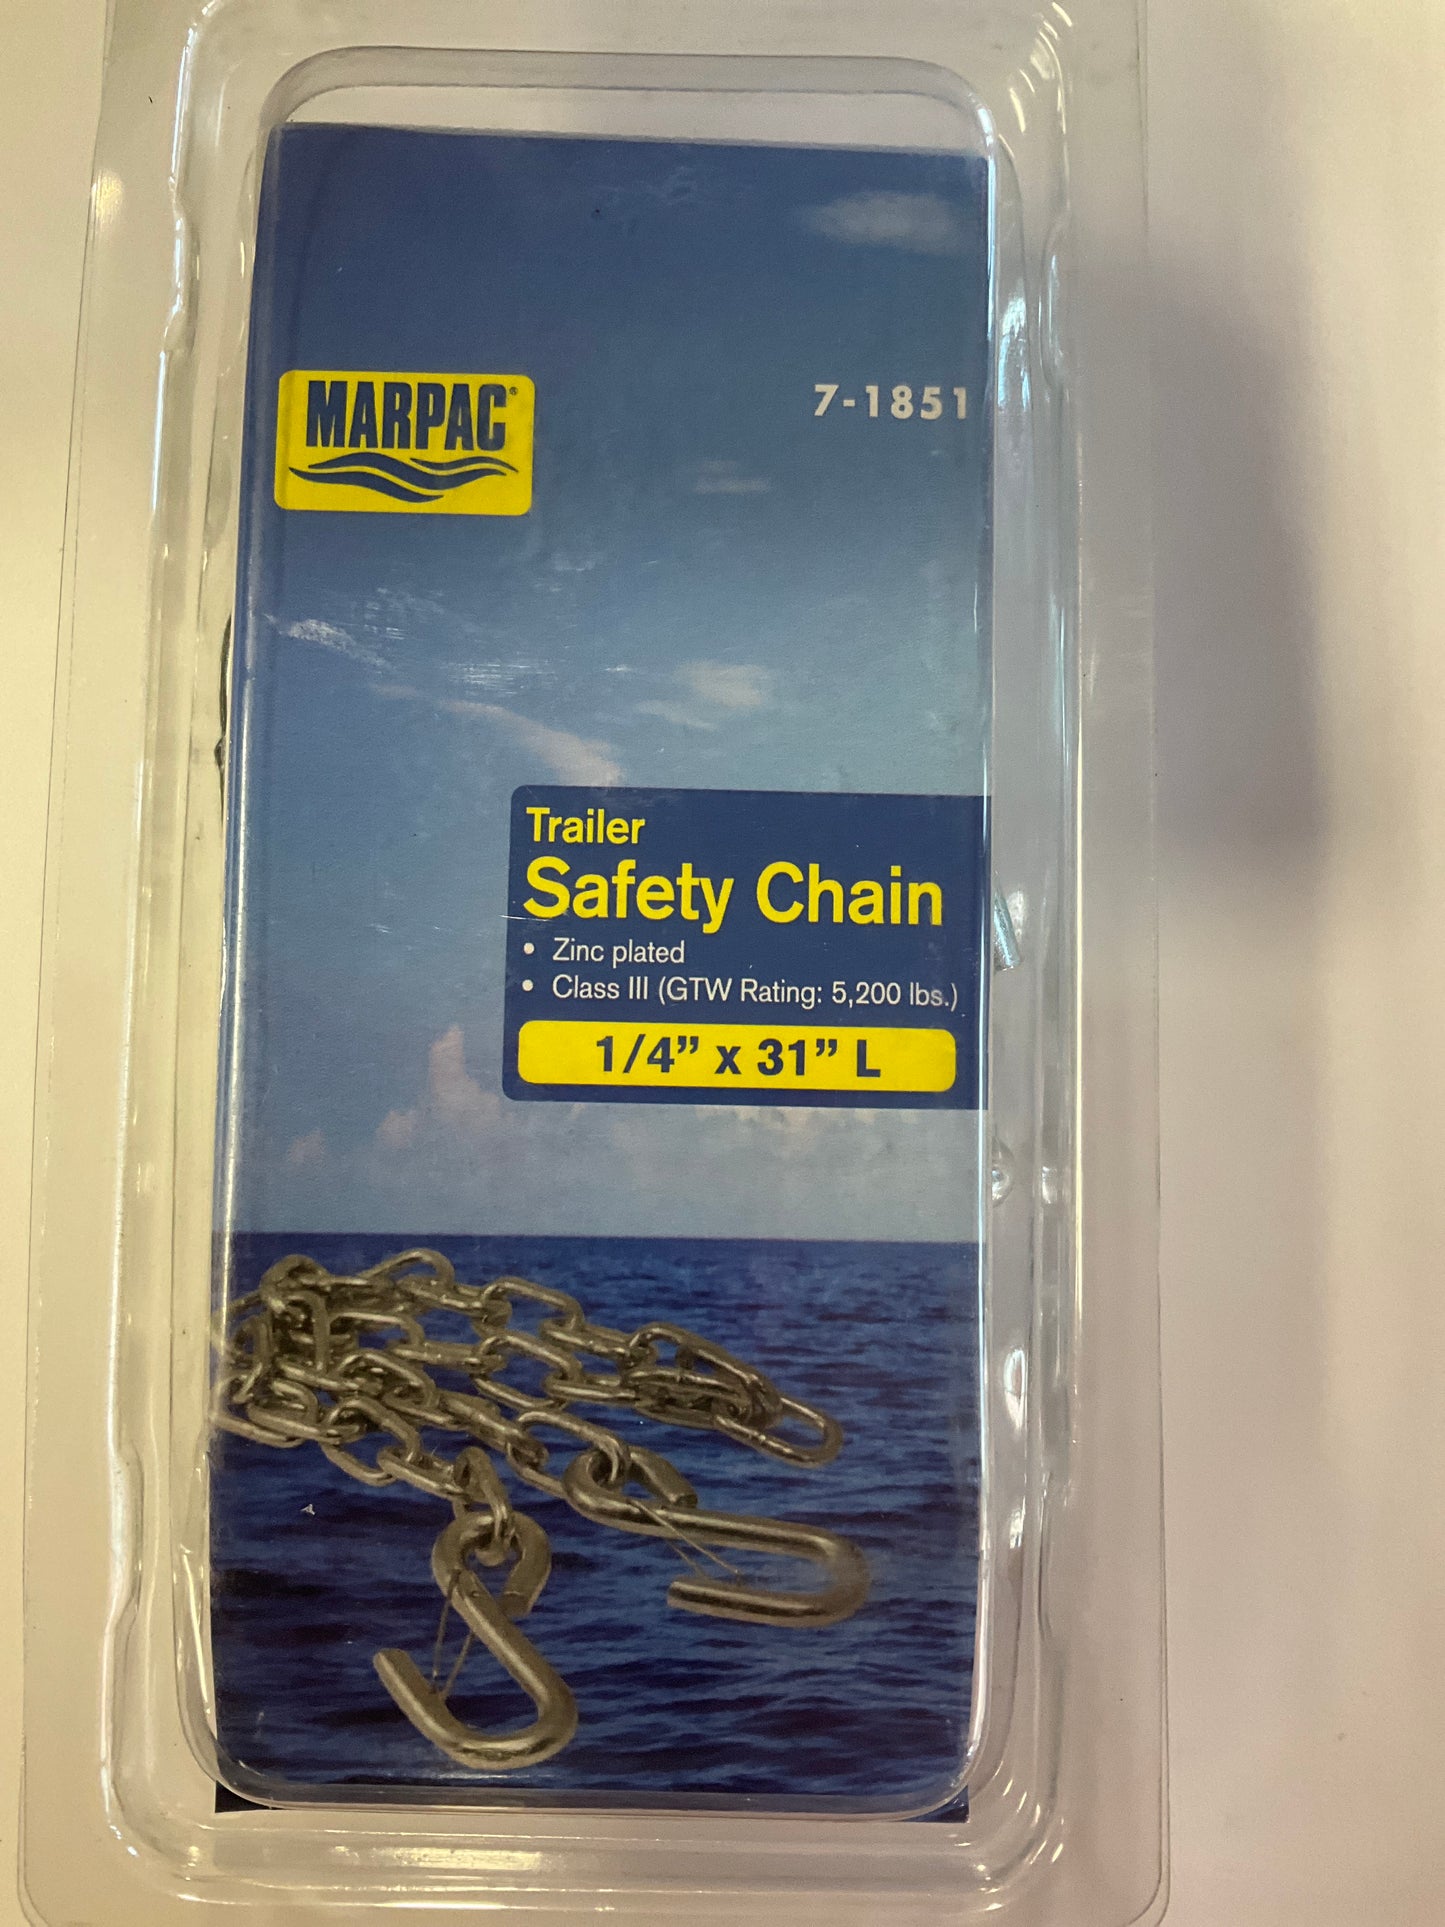 MARPAC®
7-1851
Trailer
Safety Chain
• Zinc plated
• Class III (GTW Rating: 5,200 lbs.)
1/4” x 31” L